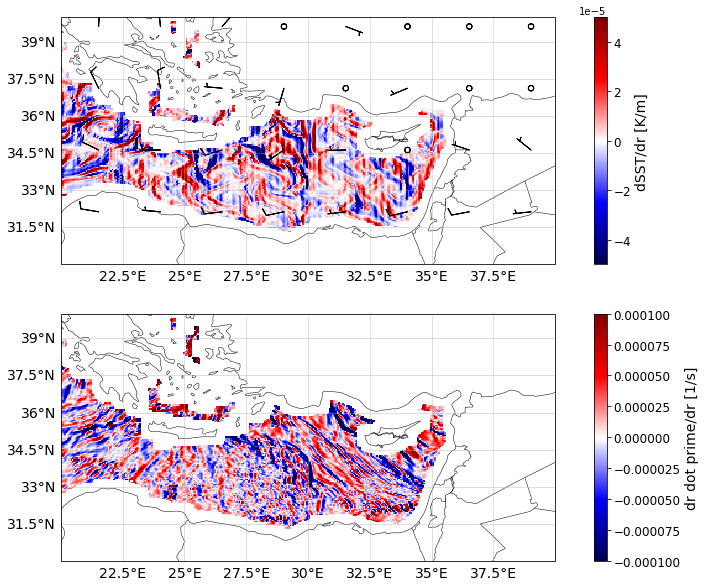 1e−5
39°N
37.5°N
36°N
34.5°N
33°N
31.5°N
22.5°E
25°E
27.5°E
30°E
32.5°E
35°E
37.5°E
4
2
0
−2
−4
dSST/dr [K/m]
39°N
37.5°N
36°N
34.5°N
33°N
31.5°N
22.5°E
25°E
27.5°E
30°E
32.5°E
35°E
37.5°E
0.000100
0.000075
0.000050
0.000025
0.000000
−0.000025
−0.000050
−0.000075
−0.000100
dr dot prime/dr [1/s]